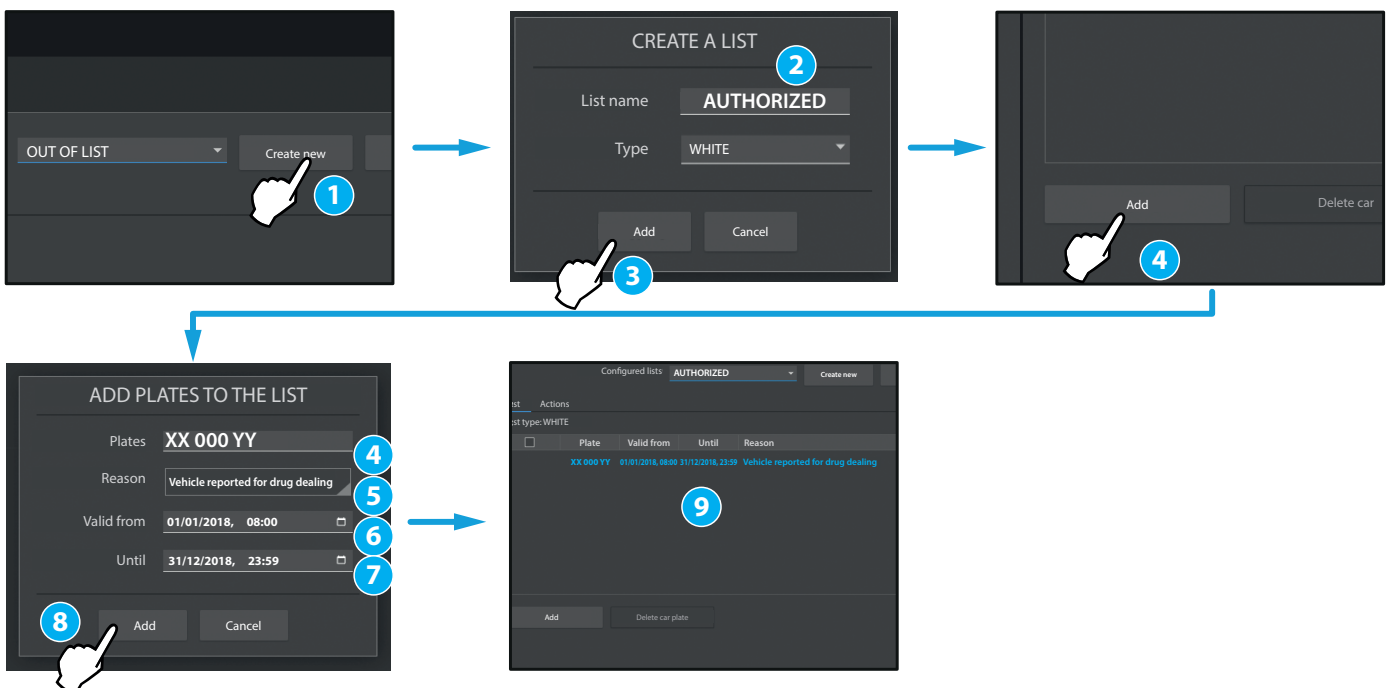 OUT OF LIST
Create new
1
CREATE A LIST
2
List name AUTHORIZED
Type WHITE
Add Cancel
3
Add Delete car
4
ADD PLATES TO THE LIST
Plates XX 000 YY
4
Reason Vehicle reported for drug dealing
5
Valid from 01/01/2018, 08:00
6
Until 31/12/2018, 23:59
7
8
Add Cancel
Configured lists AUTHORIZED Create new
ist Actions
ist type: WHITE
Plate Valid from Until Reason
XX 000 YY 01/01/2018, 08:00 31/12/2018, 23:59 Vehicle reported for drug dealing
9
Add Delete car plate